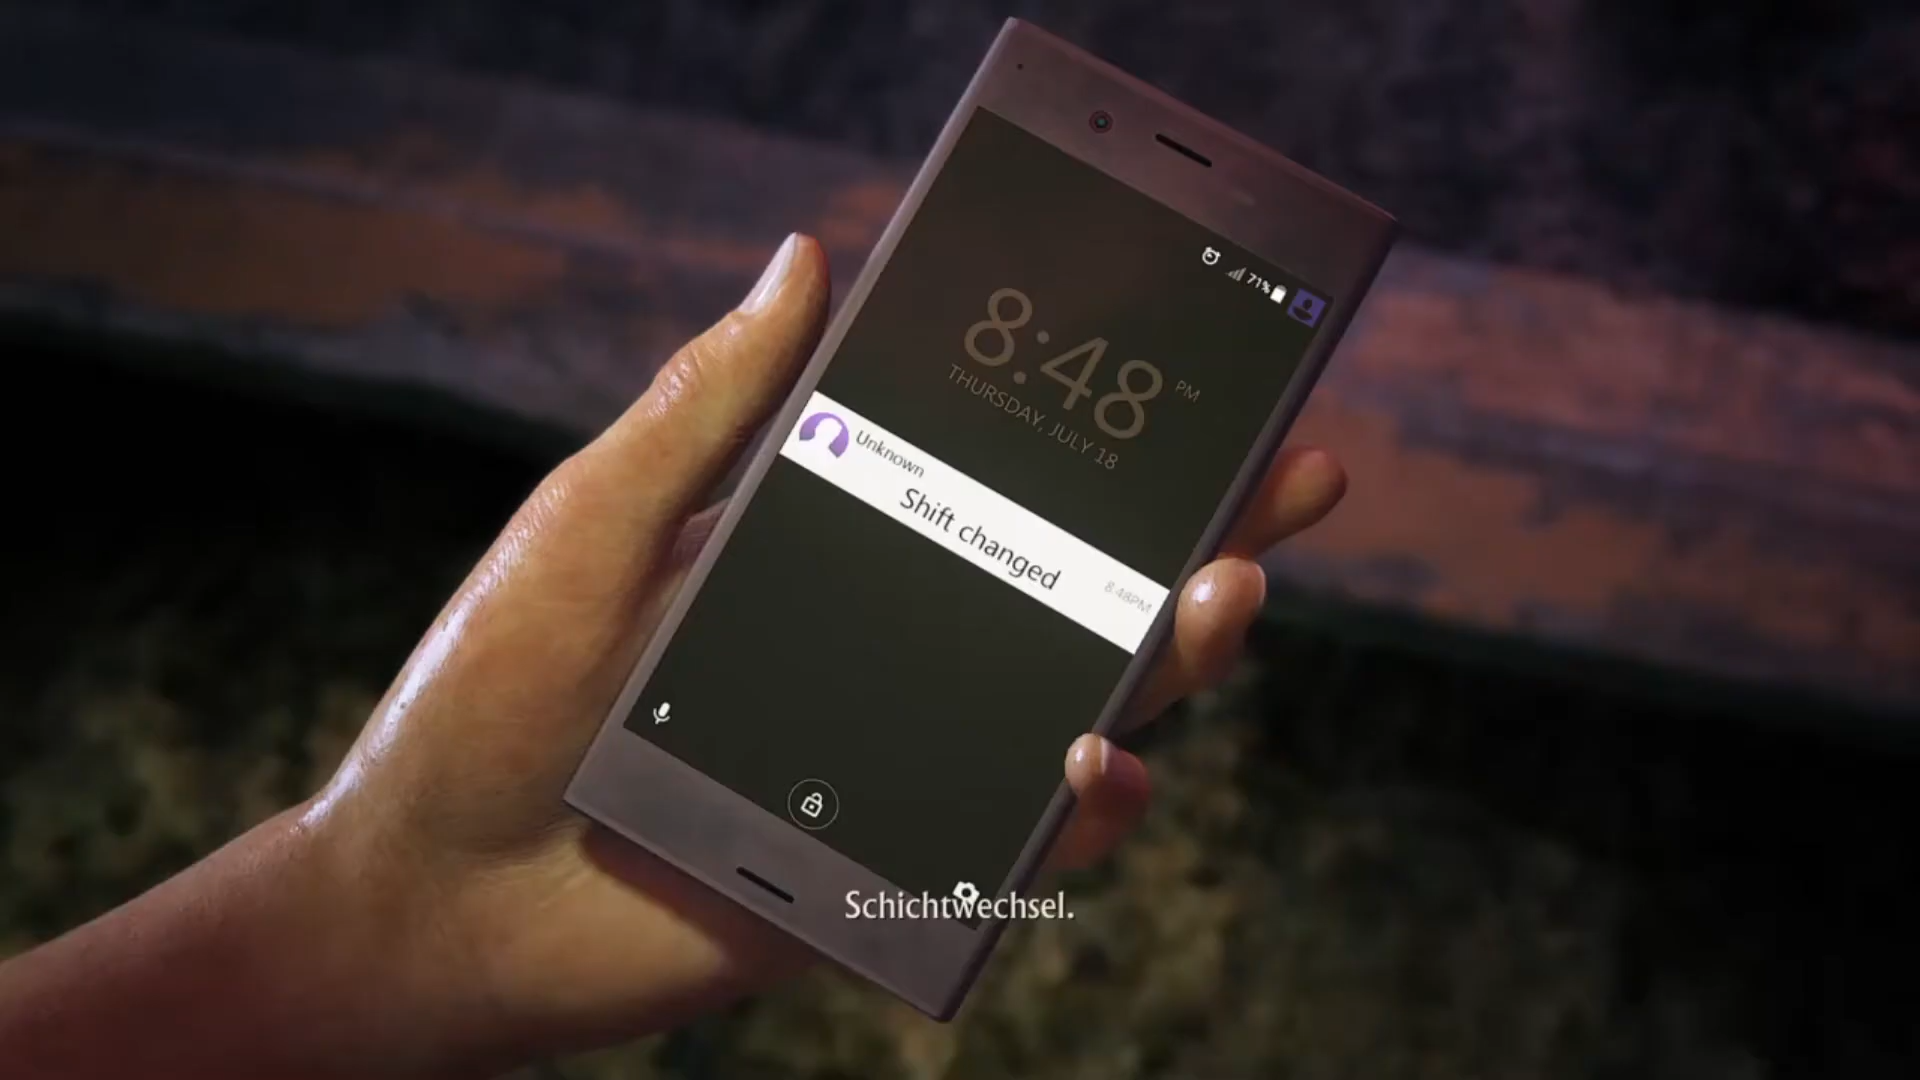 71%
8:48 PM
THURSDAY, JULY 18
Unknown
Shift changed
8:48PM
Schichtwechsel.